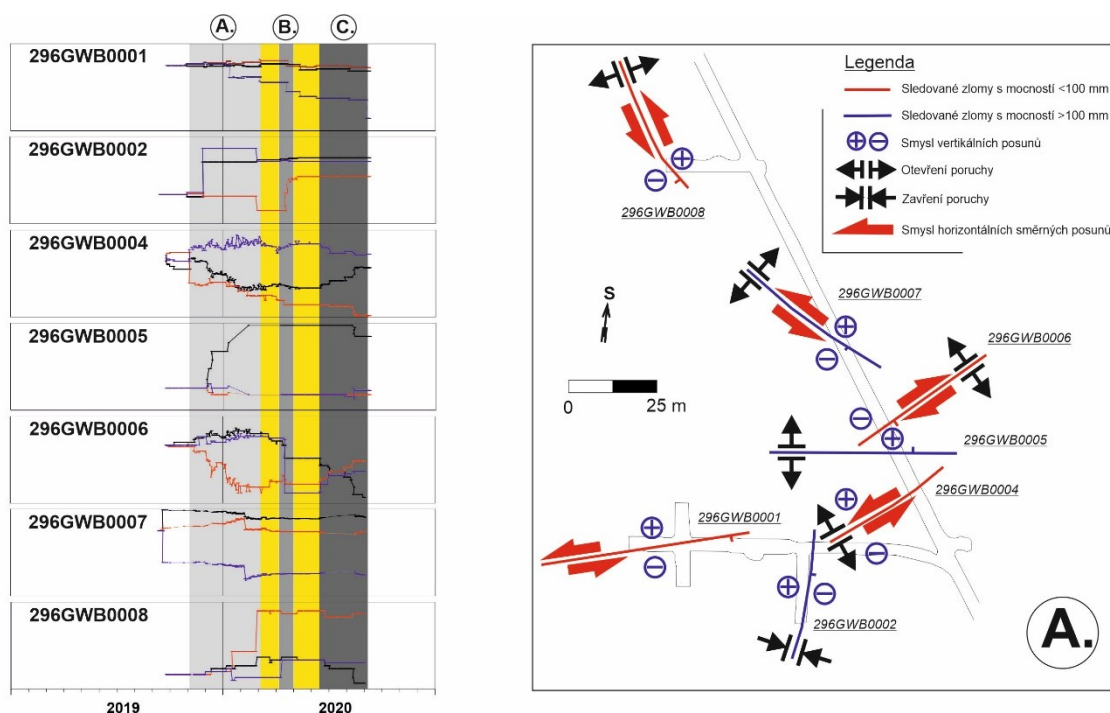 A.
B.
C.
296GWB0001
296GWB0002
296GWB0004
296GWB0005
296GWB0006
296GWB0007
296GWB0008
2019
2020
Legenda
Sledované zlomy s mocností <100 mm
Sledované zlomy s mocností >100 mm
Smysl vertikálních posunů
Otevření poruchy
Zavření poruchy
Smysl horizontálních směrných posunů
296GWB0008
296GWB0007
S
296GWB0006
0
25 m
296GWB0005
296GWB0004
296GWB0001
296GWB0002
A.